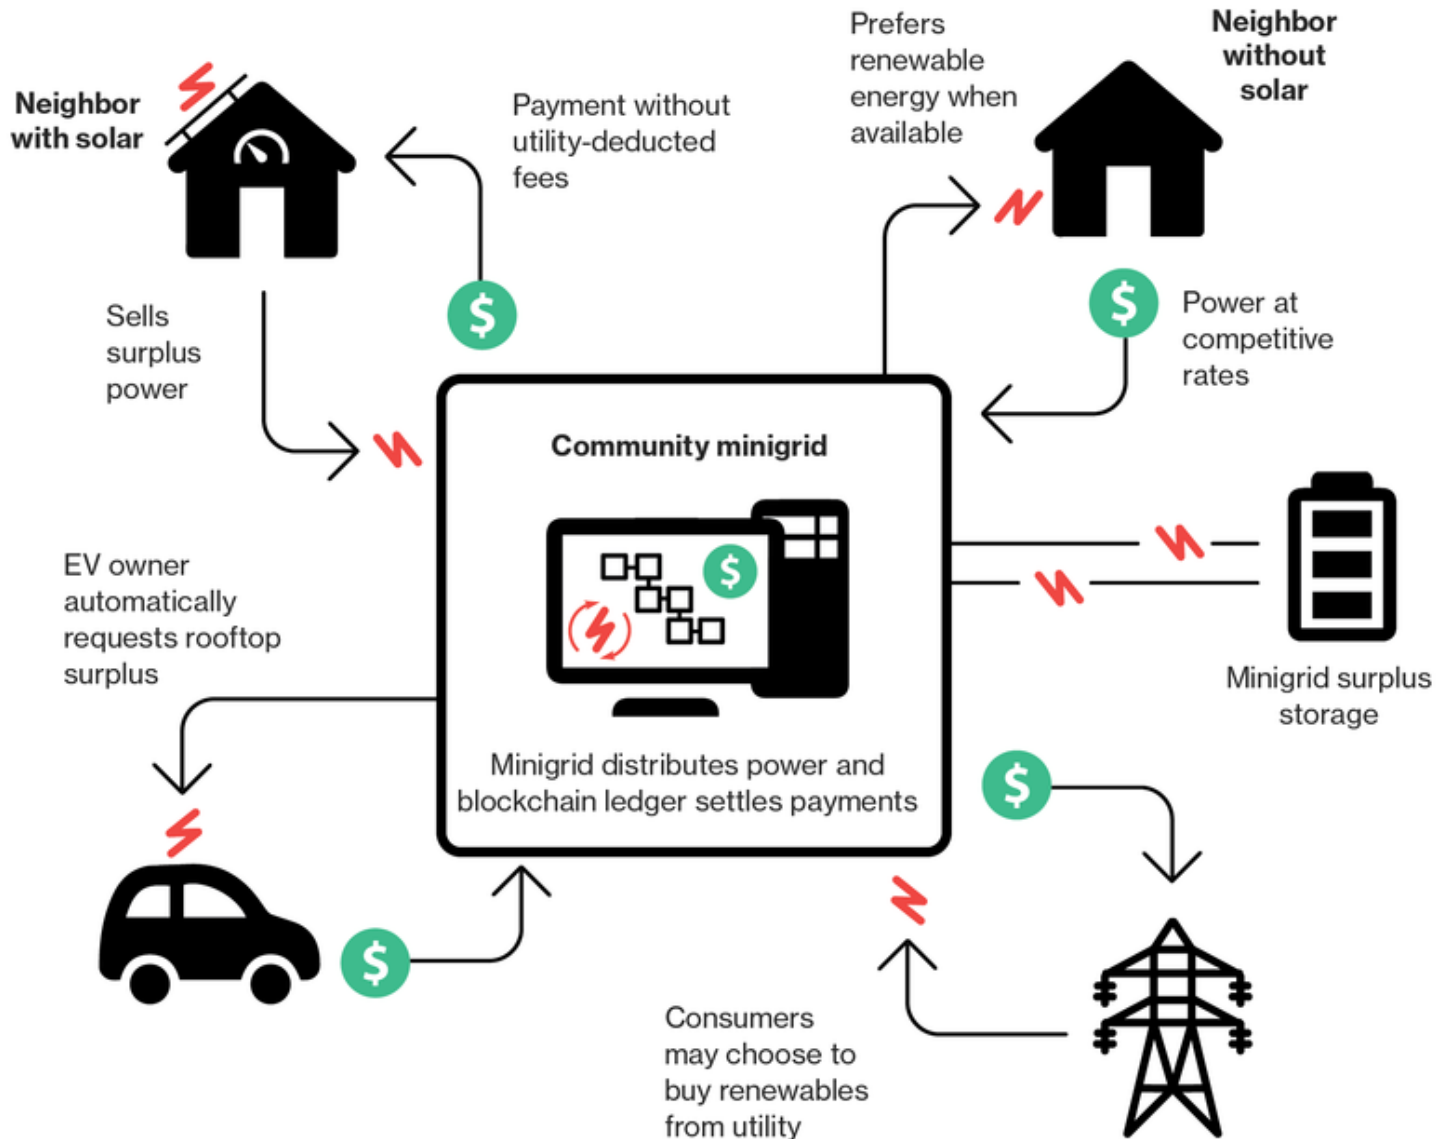 Neighbor
with solar
Payment without
utility-deducted
fees
Prefers
renewable
energy when
available
Neighbor
without
solar
Sells
surplus
power
$
$
Power at
competitive
rates
Community minigrid
$
EV owner
automatically
requests rooftop
surplus
Minigrid surplus
storage
Minigrid distributes power and
blockchain ledger settles payments
$
$
Consumers
may choose to
buy renewables
from utility